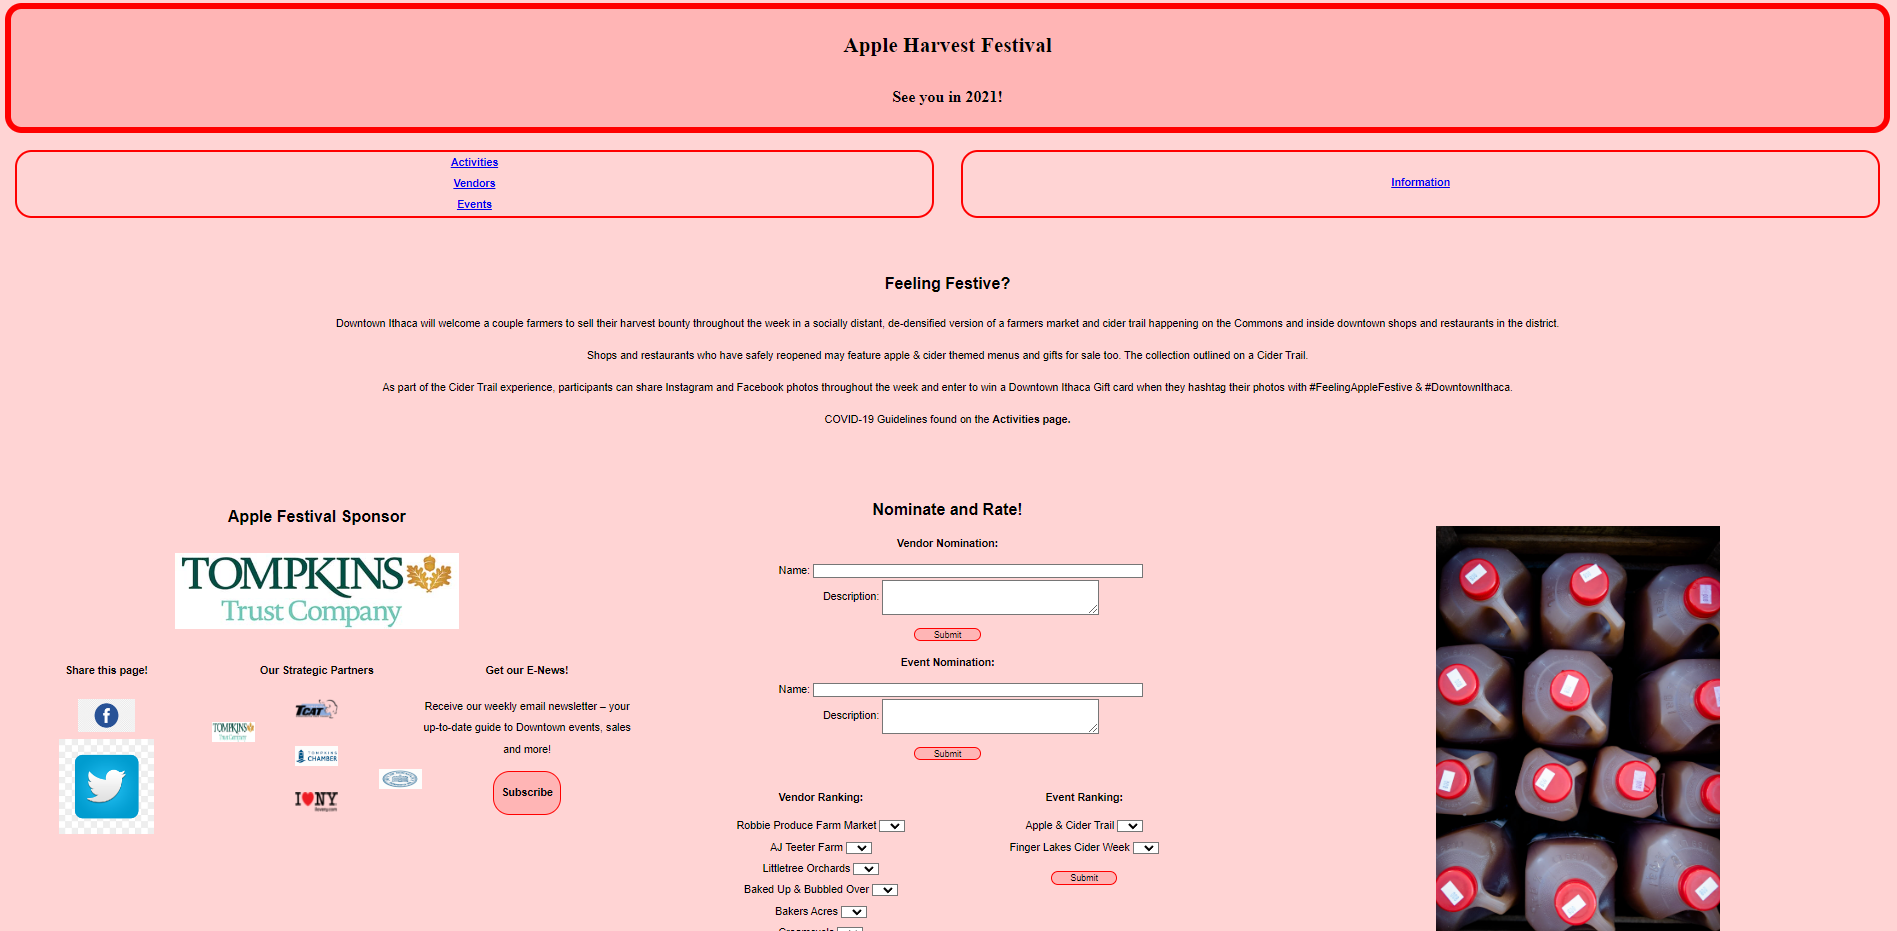 Apple Harvest Festival
See you in 2021!
Activities
Vendors
Events
Information
Feeling Festive?
Downtown Ithaca will welcome a couple farmers to sell their harvest bounty throughout the week in a socially distant, de-densified version of a farmers market and cider trail happening on the Commons and inside downtown shops and restaurants in the district.
Shops and restaurants who have safely reopened may feature apple & cider themed menus and gifts for sale too. The collection outlined on a Cider Trail.
As part of the Cider Trail experience, participants can share Instagram and Facebook photos throughout the week and enter to win a Downtown Ithaca Gift card when they hashtag their photos with #FeelingAppleFestive & #DowntownIthaca.
COVID-19 Guidelines found on the Activities page.
Apple Festival Sponsor
TOMPKINS
Trust Company
Share this page!
Our Strategic Partners
TOMPKINS
Trust Company
TCAT
TOMPKINS
CHAMBER
I NY
Get our E-News!
Receive our weekly email newsletter – your
up-to-date guide to Downtown events, sales
and more!
Subscribe
Nominate and Rate!
Vendor Nomination:
Name:
Description:
Submit
Event Nomination:
Name:
Description:
Submit
Vendor Ranking:
Robbie Produce Farm Market
AJ Teeter Farm
Littletree Orchards
Baked Up & Bubbled Over
Bakers Acres
Event Ranking:
Apple & Cider Trail
Finger Lakes Cider Week
Submit